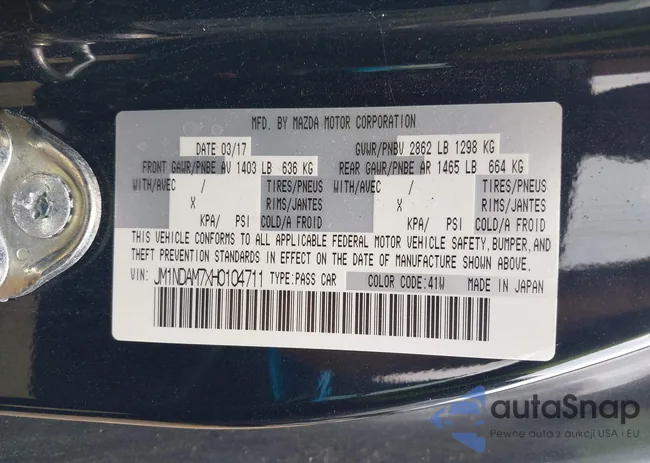 MFD. BY MAZDA MOTOR CORPORATION
DATE 03/17 GVWR/PNBV 2862 LB 1298 KG
FRONT GAWR/PNBE AV 1403 LB 636 KG REAR GAWR/PNBE AR 1465 LB 664 KG
WITH/AVEC / TIRES/PNEUS WITH/AVEC / TIRES/PNEUS
X RIMS/JANTES X RIMS/JANTES
KPA/ PSI COLD/A FROID KPA/ PSI COLD/A FROID
THIS VEHICLE CONFORMS TO ALL APPLICABLE FEDERAL MOTOR VEHICLE SAFETY, BUMPER, AND
THEFT PREVENTION STANDARDS IN EFFECT ON THE DATE OF MANUFACTURE SHOWN ABOVE.
JM1NDAM7XH0104711 TYPE:PASS CAR COLOR CODE:41W MADE IN JAPAN
autaSnap
Pewne auta z aukcji USA i EU